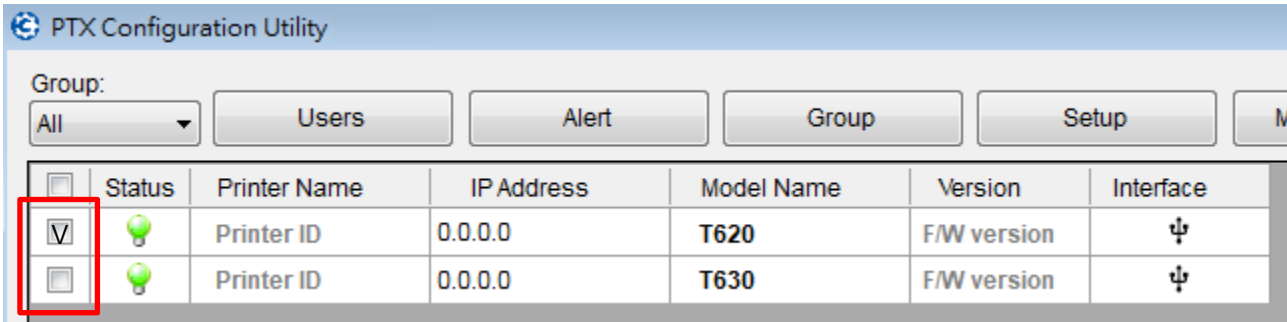 PTX Configuration Utility
Group:
All Users Alert Group Setup M
Status Printer Name IP Address Model Name Version Interface
V Printer ID 0.0.0.0 T620 F/W version
Printer ID 0.0.0.0 T630 F/W version